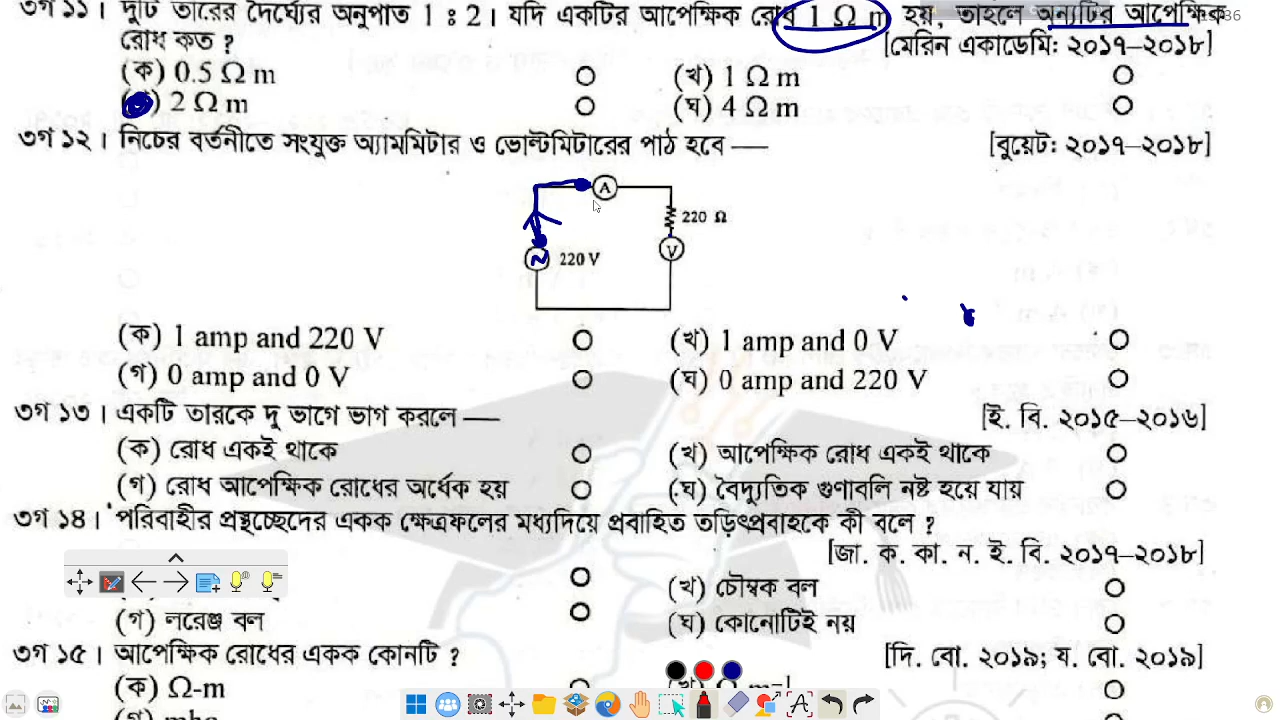 ৩গ ১১। দুটি তারের দৈর্ঘ্যের অনুপাত 1 : 2। যদি একটির আপেক্ষিক রোধ 1 Ω m হয়, তাহলে অন্যটির আপেক্ষিক
রোধ কত ? [মেরিন একাডেমি: ২০১৭–২০১৮]
(ক) 0.5 Ω m (খ) 1 Ω m
2 Ω m (ঘ) 4 Ω m
৩গ ১২। নিচের বর্তনীতে সংযুক্ত অ্যামমিটার ও ভোল্টমিটারের পাঠ হবে — [বুয়েট: ২০১৭–২০১৮]
A
220 Ω
V
220 V
(ক) 1 amp and 220 V (খ) 1 amp and 0 V
(গ) 0 amp and 0 V (ঘ) 0 amp and 220 V
৩গ ১৩। একটি তারকে দু ভাগে ভাগ করলে — [ই. বি. ২০১৫–২০১৬]
(ক) রোধ একই থাকে (খ) আপেক্ষিক রোধ একই থাকে
(গ) রোধ আপেক্ষিক রোধের অর্ধেক হয় (ঘ) বৈদ্যুতিক গুণাবলি নষ্ট হয়ে যায়
৩গ ১৪। পরিবাহীর প্রস্থচ্ছেদের একক ক্ষেত্রফলের মধ্যদিয়ে প্রবাহিত তড়িৎপ্রবাহকে কী বলে ?
[জা. ক. কা. ন. ই. বি. ২০১৭–২০১৮]
(খ) চৌম্বক বল
(গ) লরেঞ্জ বল (ঘ) কোনোটিই নয়
৩গ ১৫। আপেক্ষিক রোধের একক কোনটি ? [দি. বো. ২০১৯; য. বো. ২০১৯]
(ক) Ω-m